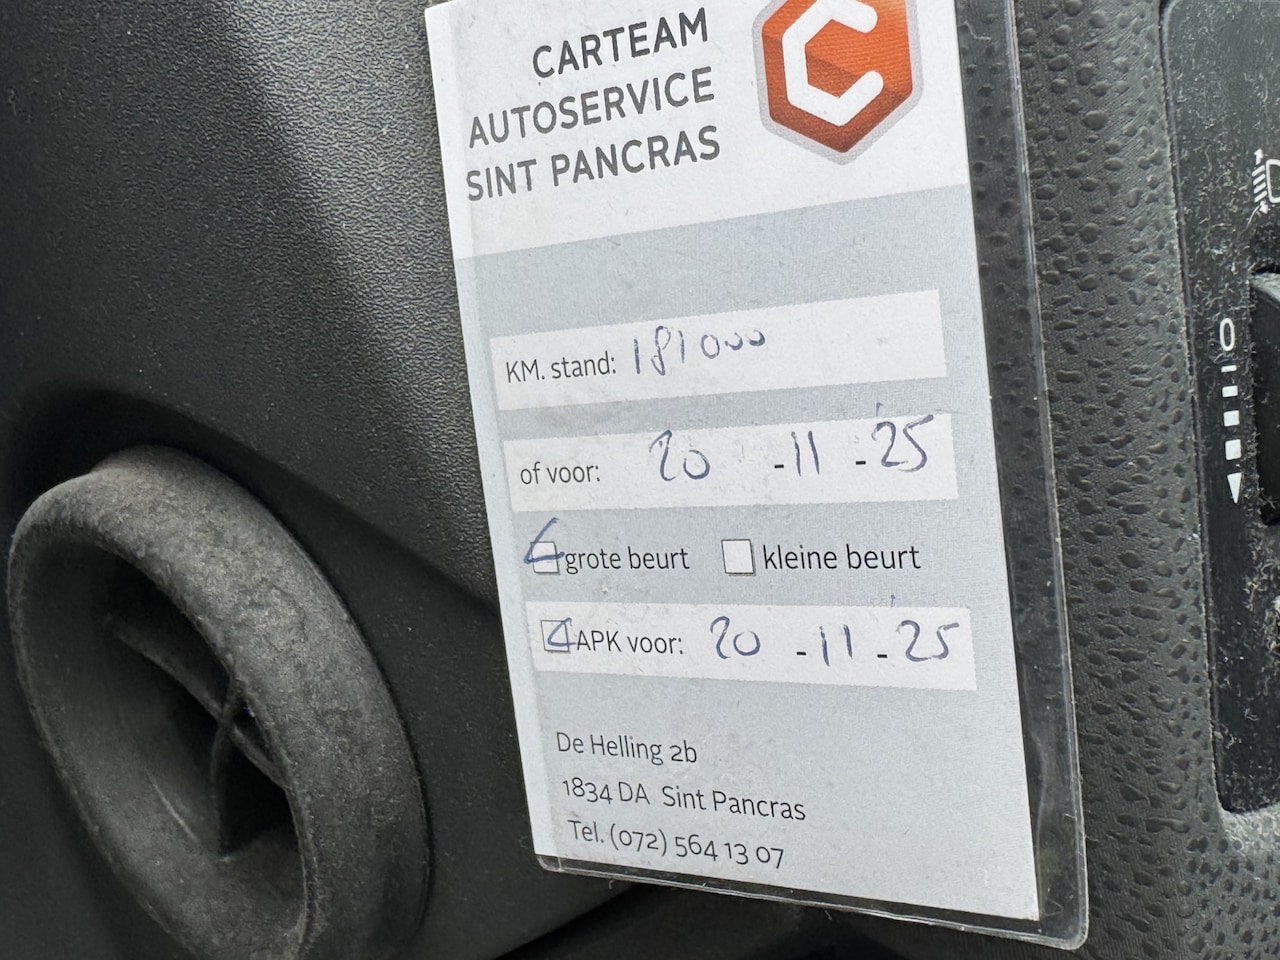 CARTEAM
AUTOSERVICE
SINT PANCRAS
KM. stand: 181000
of voor: 20 - 11 - 25
grote beurt kleine beurt
APK voor: 20 - 11 - 25
De Helling 2b
1834 DA Sint Pancras
Tel. (072) 564 13 07
0